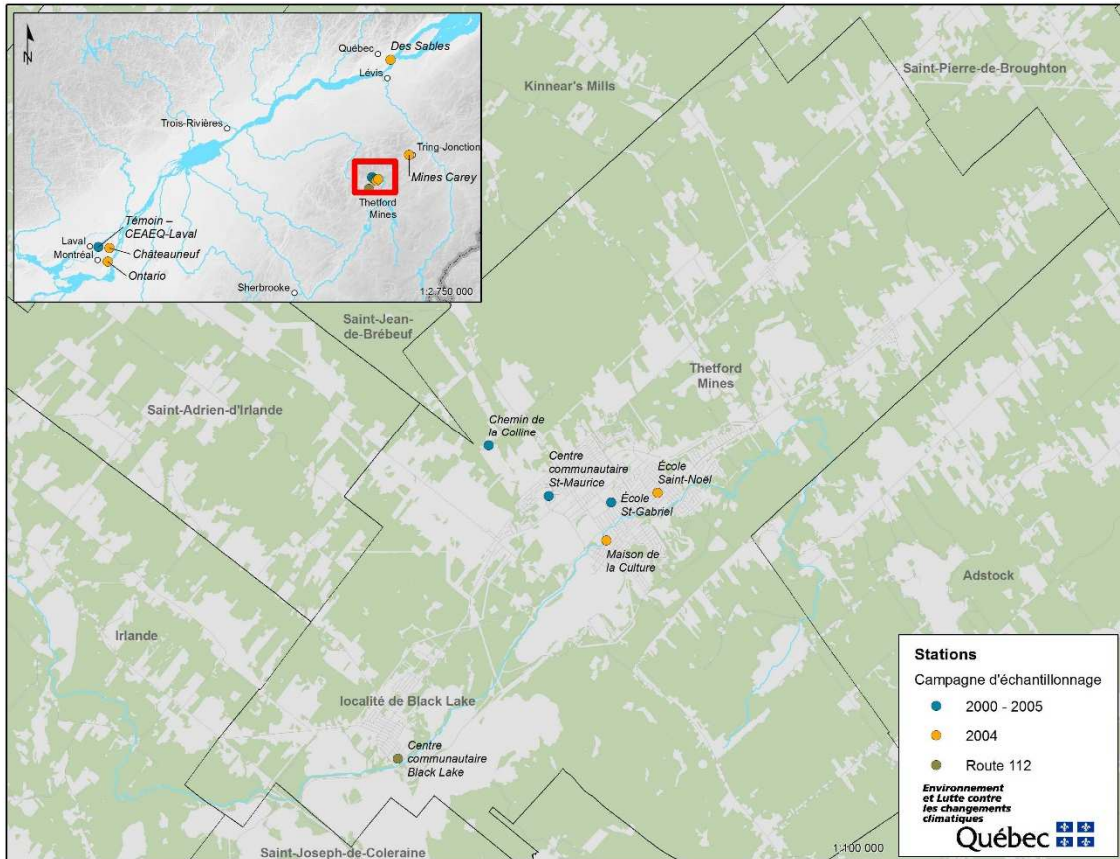 N
Québec
Des Sables
Lévis
Trois-Rivières
Tring-Jonction
Mines Carey
Thetford
Mines
Témoin –
CEAEQ-Laval
Laval
Châteauneuf
Montréal
Ontario
Sherbrooke
1:2 750 000
Saint-Pierre-de-Broughton
Kinnear's Mills
Saint-Jean-
de-Brébeuf
Thetford
Mines
Saint-Adrien-d'Irlande
Chemin de
la Colline
Centre
communautaire
St-Maurice
École
Saint-Noël
École
St-Gabriel
Maison de
la Culture
Adstock
Irlande
localité de Black Lake
Centre
communautaire
Black Lake
Saint-Joseph-de-Coleraine
1:100 000
Stations
Campagne d'échantillonnage
2000 - 2005
2004
Route 112
Environnement
et Lutte contre
les changements
climatiques
Québec